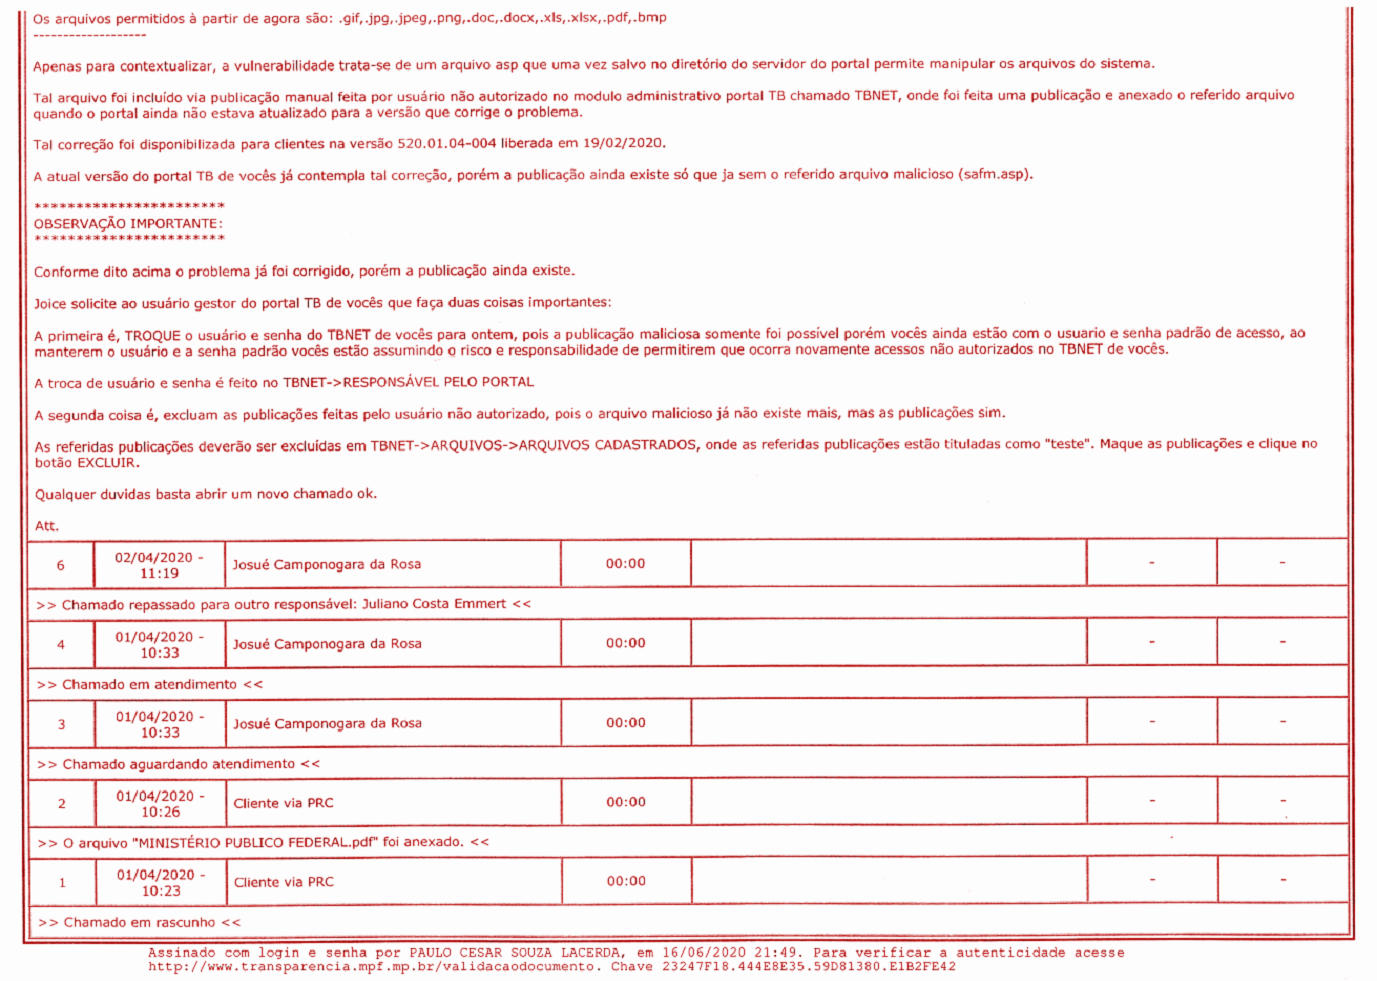 Os arquivos permitidos à partir de agora são: .gif,.jpg,.jpeg,.png,.doc,.docx,.xls,.xlsx,.pdf,.bmp
-------------------
Apenas para contextualizar, a vulnerabilidade trata-se de um arquivo asp que uma vez salvo no diretório do servidor do portal permite manipular os arquivos do sistema.
Tal arquivo foi incluído via publicação manual feita por usuário não autorizado no modulo administrativo portal TB chamado TBNET, onde foi feita uma publicação e anexado o referido arquivo
quando o portal ainda não estava atualizado para a versão que corrige o problema.
Tal correção foi disponibilizada para clientes na versão 520.01.04-004 liberada em 19/02/2020.
A atual versão do portal TB de vocês já contempla tal correção, porém a publicação ainda existe só que ja sem o referido arquivo malicioso (safm.asp).
***********************
OBSERVAÇÃO IMPORTANTE:
***********************
Conforme dito acima o problema já foi corrigido, porém a publicação ainda existe.
Joice solicite ao usuário gestor do portal TB de vocês que faça duas coisas importantes:
A primeira é, TROQUE o usuário e senha do TBNET de vocês para ontem, pois a publicação maliciosa somente foi possível porém vocês ainda estão com o usuario e senha padrão de acesso, ao
manterem o usuário e a senha padrão vocês estão assumindo o risco e responsabilidade de permitirem que ocorra novamente acessos não autorizados no TBNET de vocês.
A troca de usuário e senha é feito no TBNET->RESPONSÁVEL PELO PORTAL
A segunda coisa é, excluam as publicações feitas pelo usuário não autorizado, pois o arquivo malicioso já não existe mais, mas as publicações sim.
As referidas publicações deverão ser excluídas em TBNET->ARQUIVOS->ARQUIVOS CADASTRADOS, onde as referidas publicações estão tituladas como "teste". Maque as publicações e clique no
botão EXCLUIR.
Qualquer duvidas basta abrir um novo chamado ok.
Att.
6 02/04/2020 - 11:19 Josué Camponogara da Rosa 00:00 - -
>> Chamado repassado para outro responsável: Juliano Costa Emmert <<
4 01/04/2020 - 10:33 Josué Camponogara da Rosa 00:00 - -
>> Chamado em atendimento <<
3 01/04/2020 - 10:33 Josué Camponogara da Rosa 00:00 - -
>> Chamado aguardando atendimento <<
2 01/04/2020 - 10:26 Cliente via PRC 00:00 - -
>> O arquivo "MINISTÉRIO PUBLICO FEDERAL.pdf" foi anexado. <<
1 01/04/2020 - 10:23 Cliente via PRC 00:00 - -
>> Chamado em rascunho <<
Assinado com login e senha por PAULO CESAR SOUZA LACERDA, em 16/06/2020 21:49. Para verificar a autenticidade acesse
http://www.transparencia.mpf.mp.br/validacaodocumento. Chave 23247F18.444E8E35.59D81380.E1B2FE42